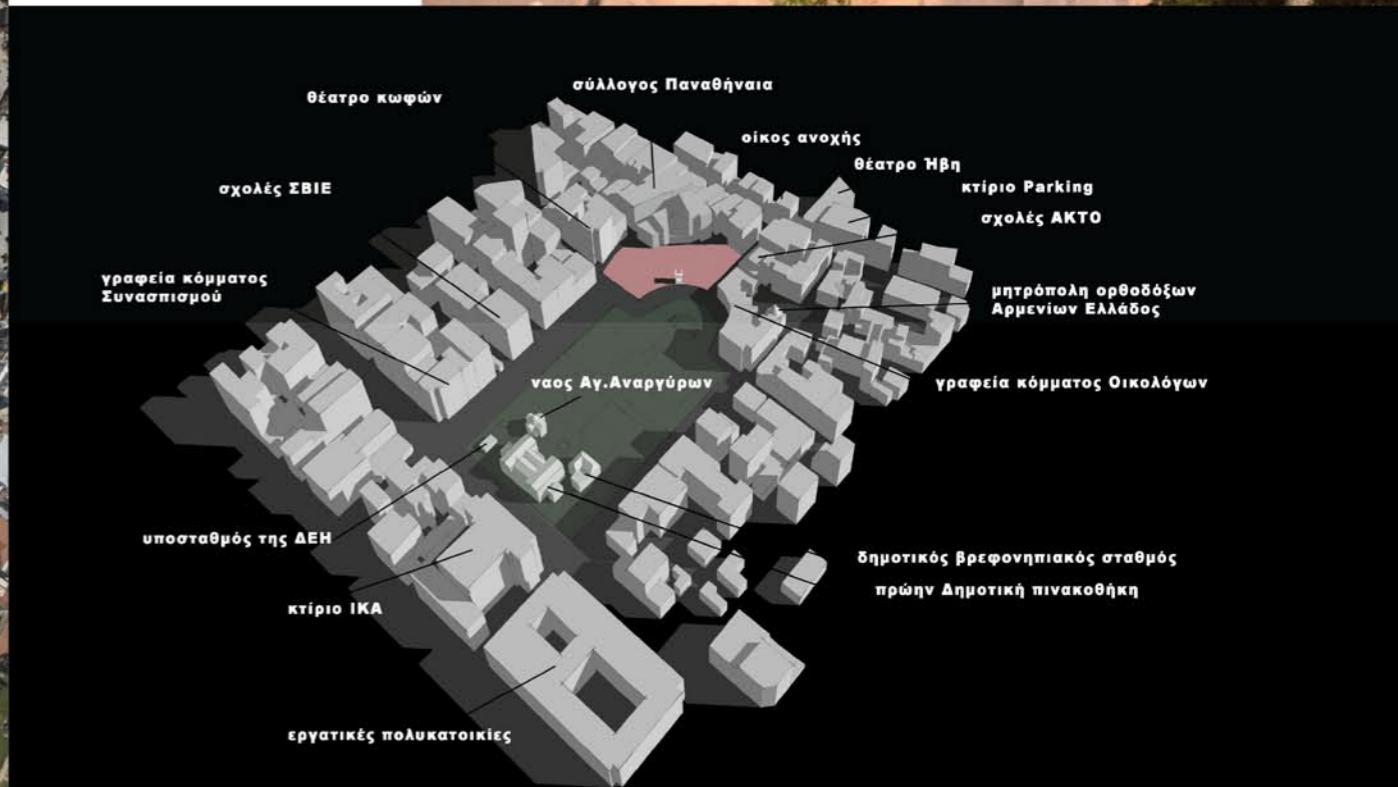 σύλλογος Παναθήναια
θέατρο κωφών
οίκος ανοχής
θέατρο Ήβη
κτίριο Parking
σχολές ΣΒΙΕ
σχολές ΑΚΤΟ
γραφεία κόμματος
Συνασπισμού
μητρόπολη ορθοδόξων
Αρμενίων Ελλάδος
ναος Αγ.Αναργύρων
γραφεία κόμματος Οικολόγων
υποσταθμός της ΔΕΗ
δημοτικός βρεφονηπιακός σταθμός
πρώην Δημοτική πινακοθήκη
κτίριο ΙΚΑ
εργατικές πολυκατοικίες